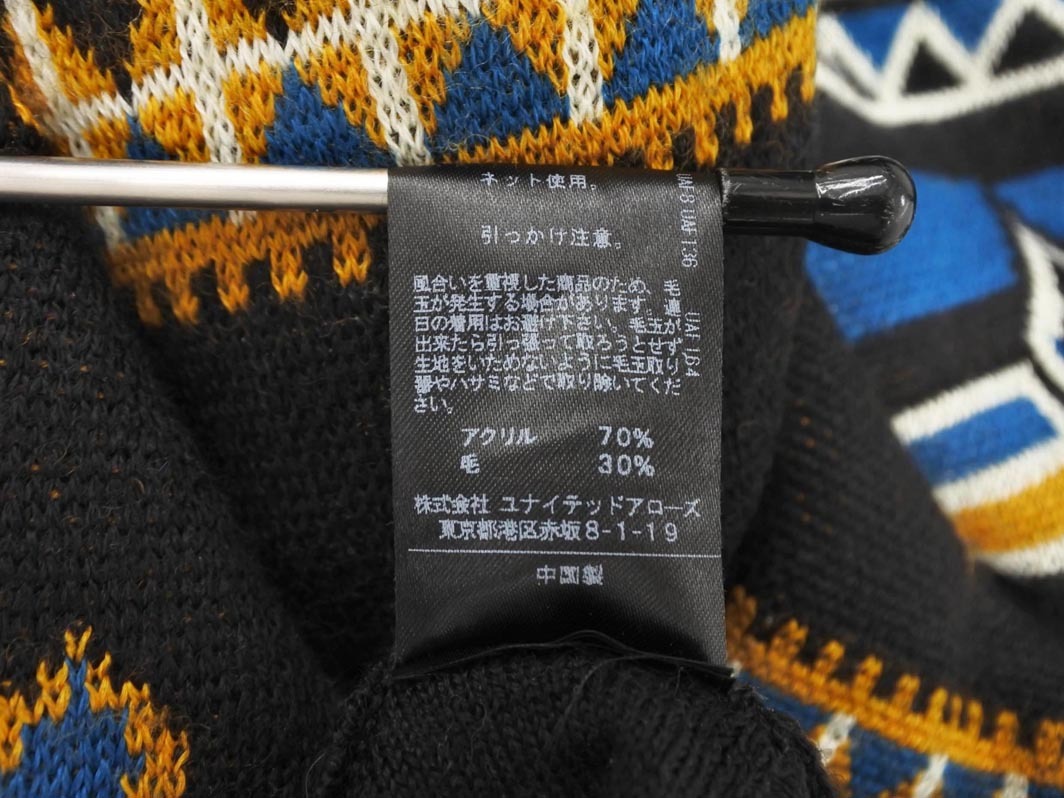 ネット使用。
引っかけ注意。
風合いを重視した商品のため、毛
玉が発生する場合があります。連
日の着用はお避け下さい。毛玉が
出来たら引っ張って取ろうとせず
生地をいためないように毛玉取り
器やハサミなどで取り除いてくだ
さい。
アクリル 70%
毛 30%
株式会社 ユナイテッドアローズ
東京都港区赤坂8-1-19
中国製
UAF136